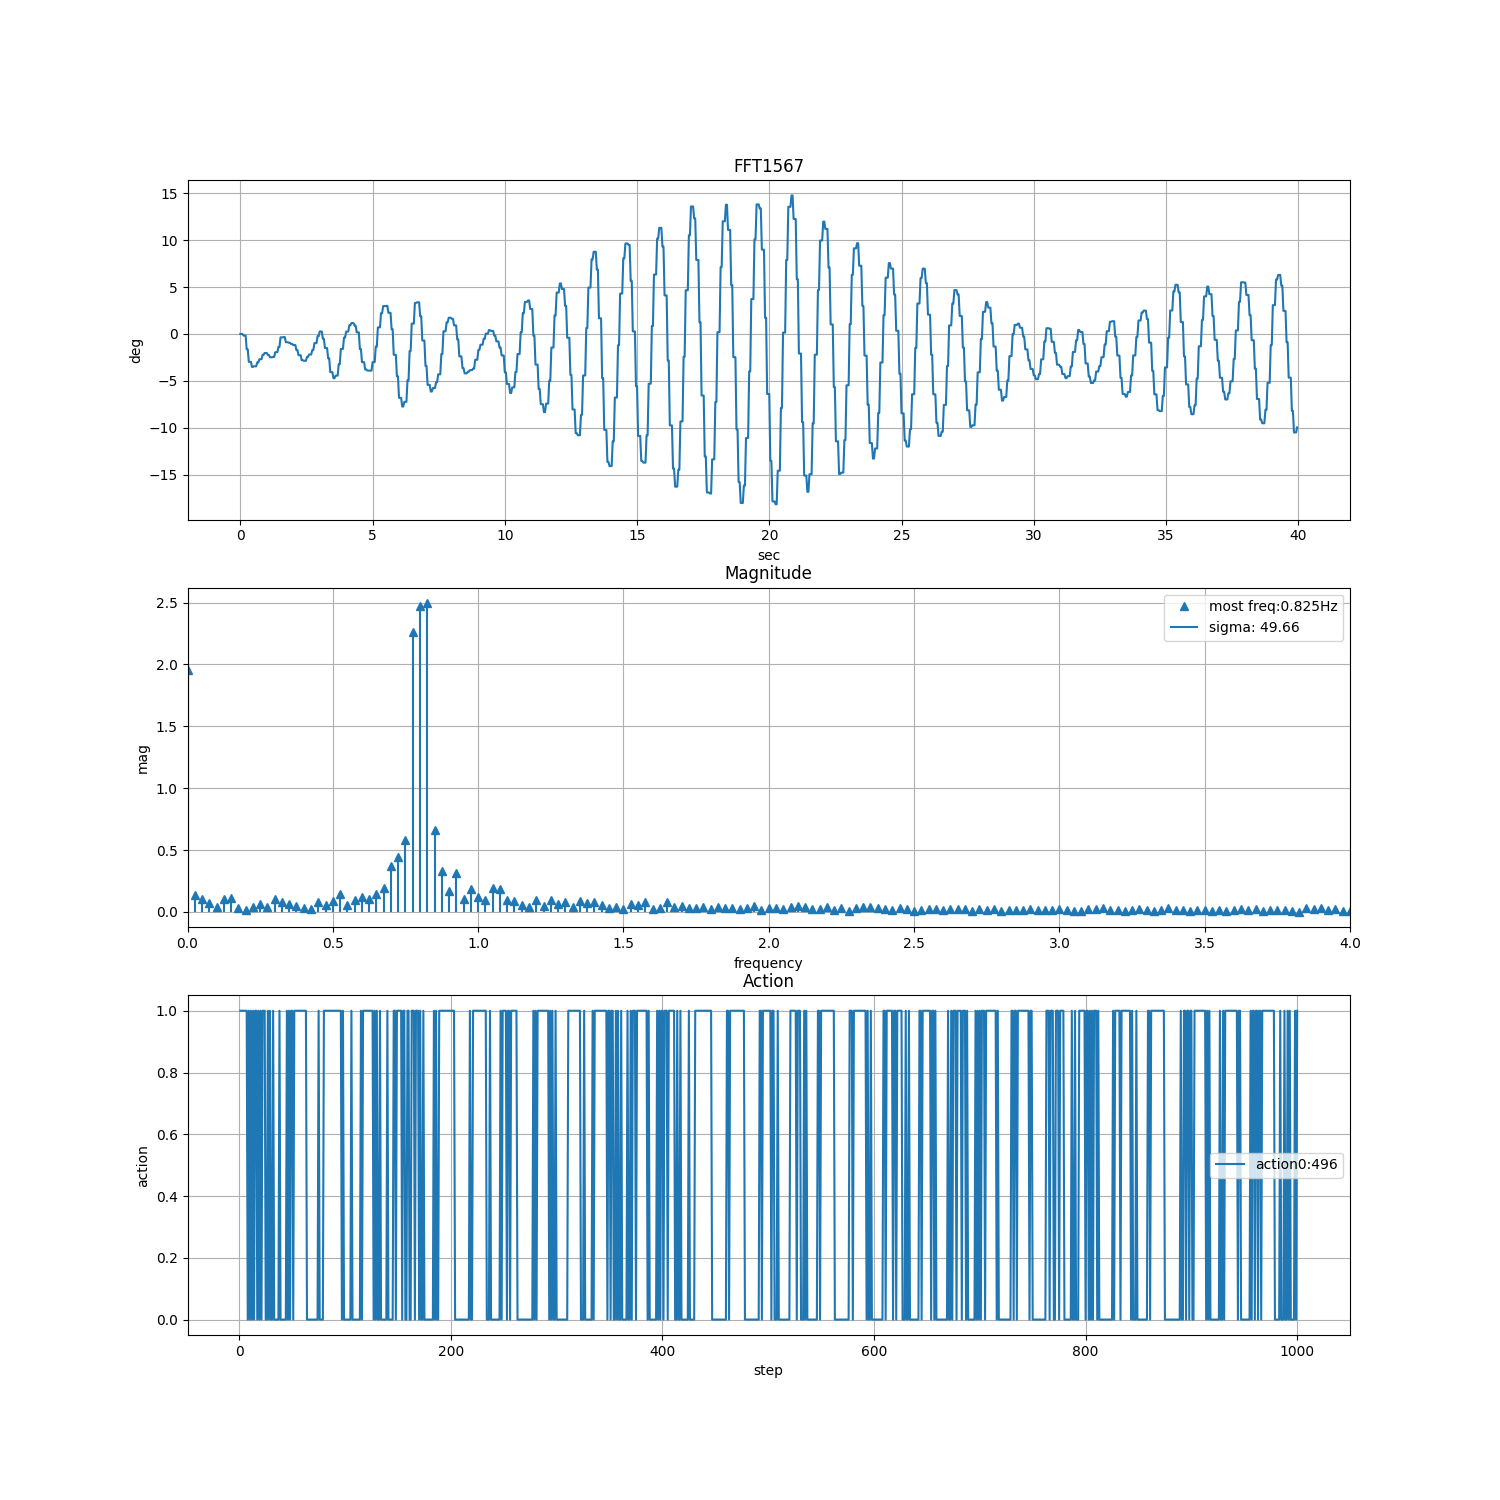 FFT1567
15
10
5
0
−5
−10
−15
deg
0 5 10 15 20 25 30 35 40
sec
Magnitude
2.5
2.0
1.5
1.0
0.5
0.0
mag
most freq:0.825Hz
sigma: 49.66
0.0 0.5 1.0 1.5 2.0 2.5 3.0 3.5 4.0
frequency
Action
1.0
0.8
0.6
0.4
0.2
0.0
action
action0:496
0 200 400 600 800 1000
step